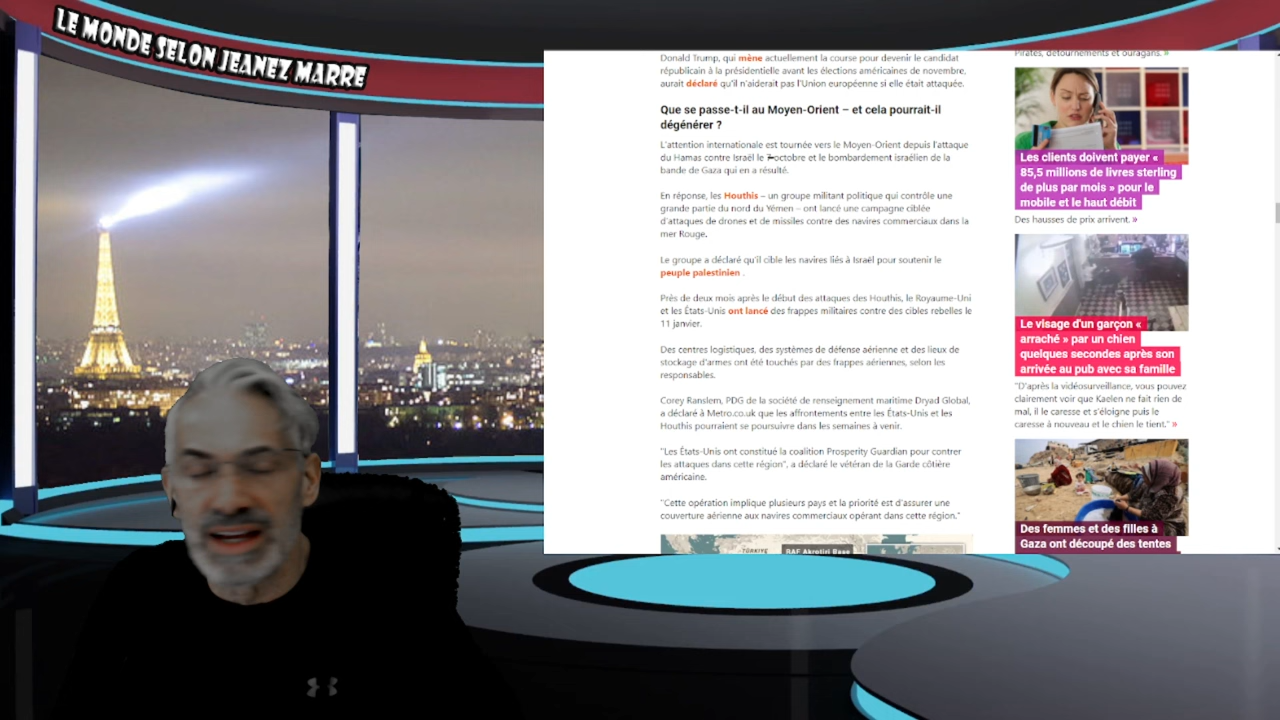 LE MONDE SELON JEANEZ MARRE
Donald Trump, qui mène actuellement la course pour devenir le candidat
républicain à la présidentielle avant les élections américaines de novembre,
aurait déclaré qu'il n'aiderait pas l'Union européenne si elle était attaquée.
Que se passe-t-il au Moyen-Orient – et cela pourrait-il
dégénérer ?
L'attention internationale est tournée vers le Moyen-Orient depuis l'attaque
du Hamas contre Israël le 7 octobre et le bombardement israélien de la
bande de Gaza qui en a résulté.
En réponse, les Houthis – un groupe militant politique qui contrôle une
grande partie du nord du Yémen – ont lancé une campagne ciblée
d'attaques de drones et de missiles contre des navires commerciaux dans la
mer Rouge.
Le groupe a déclaré qu'il cible les navires liés à Israël pour soutenir le
peuple palestinien .
Près de deux mois après le début des attaques des Houthis, le Royaume-Uni
et les États-Unis ont lancé des frappes militaires contre des cibles rebelles le
11 janvier.
Des centres logistiques, des systèmes de défense aérienne et des lieux de
stockage d'armes ont été touchés par des frappes aériennes, selon les
responsables.
Corey Ranslem, PDG de la société de renseignement maritime Dryad Global,
a déclaré à Metro.co.uk que les affrontements entre les États-Unis et les
Houthis pourraient se poursuivre dans les semaines à venir.
"Les États-Unis ont constitué la coalition Prosperity Guardian pour contrer
les attaques dans cette région", a déclaré le vétéran de la Garde côtière
américaine.
"Cette opération implique plusieurs pays et la priorité est d'assurer une
couverture aérienne aux navires commerciaux opérant dans cette région."
TÜRKIYE
RAF Akrotiri Base
Pirates, détournements et ouragans. »
Les clients doivent payer «
85,5 millions de livres sterling
de plus par mois » pour le
mobile et le haut débit
Des hausses de prix arrivent. »
Le visage d'un garçon «
arraché » par un chien
quelques secondes après son
arrivée au pub avec sa famille
"D'après la vidéosurveillance, vous pouvez
clairement voir que Kaelen ne fait rien de
mal, il le caresse et s'éloigne puis le
caresse à nouveau et le chien le tient." »
Des femmes et des filles à
Gaza ont découpé des tentes